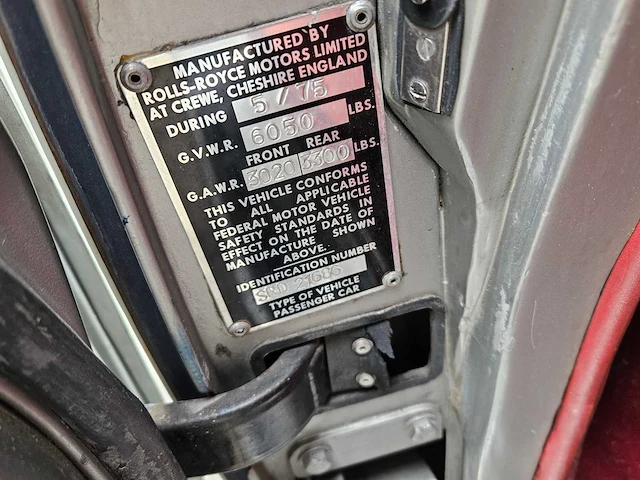 MANUFACTURED BY
ROLLS-ROYCE MOTORS LIMITED
AT CREWE, CHESHIRE ENGLAND
DURING 5/75
G.V.W.R. 6050 LBS.
FRONT REAR
G.A.W.R. 3020 3300 LBS.
THIS VEHICLE CONFORMS
TO ALL APPLICABLE
FEDERAL MOTOR VEHICLE
SAFETY STANDARDS IN
EFFECT ON THE DATE OF
MANUFACTURE SHOWN
ABOVE.
IDENTIFICATION NUMBER
TYPE OF VEHICLE
PASSENGER CAR